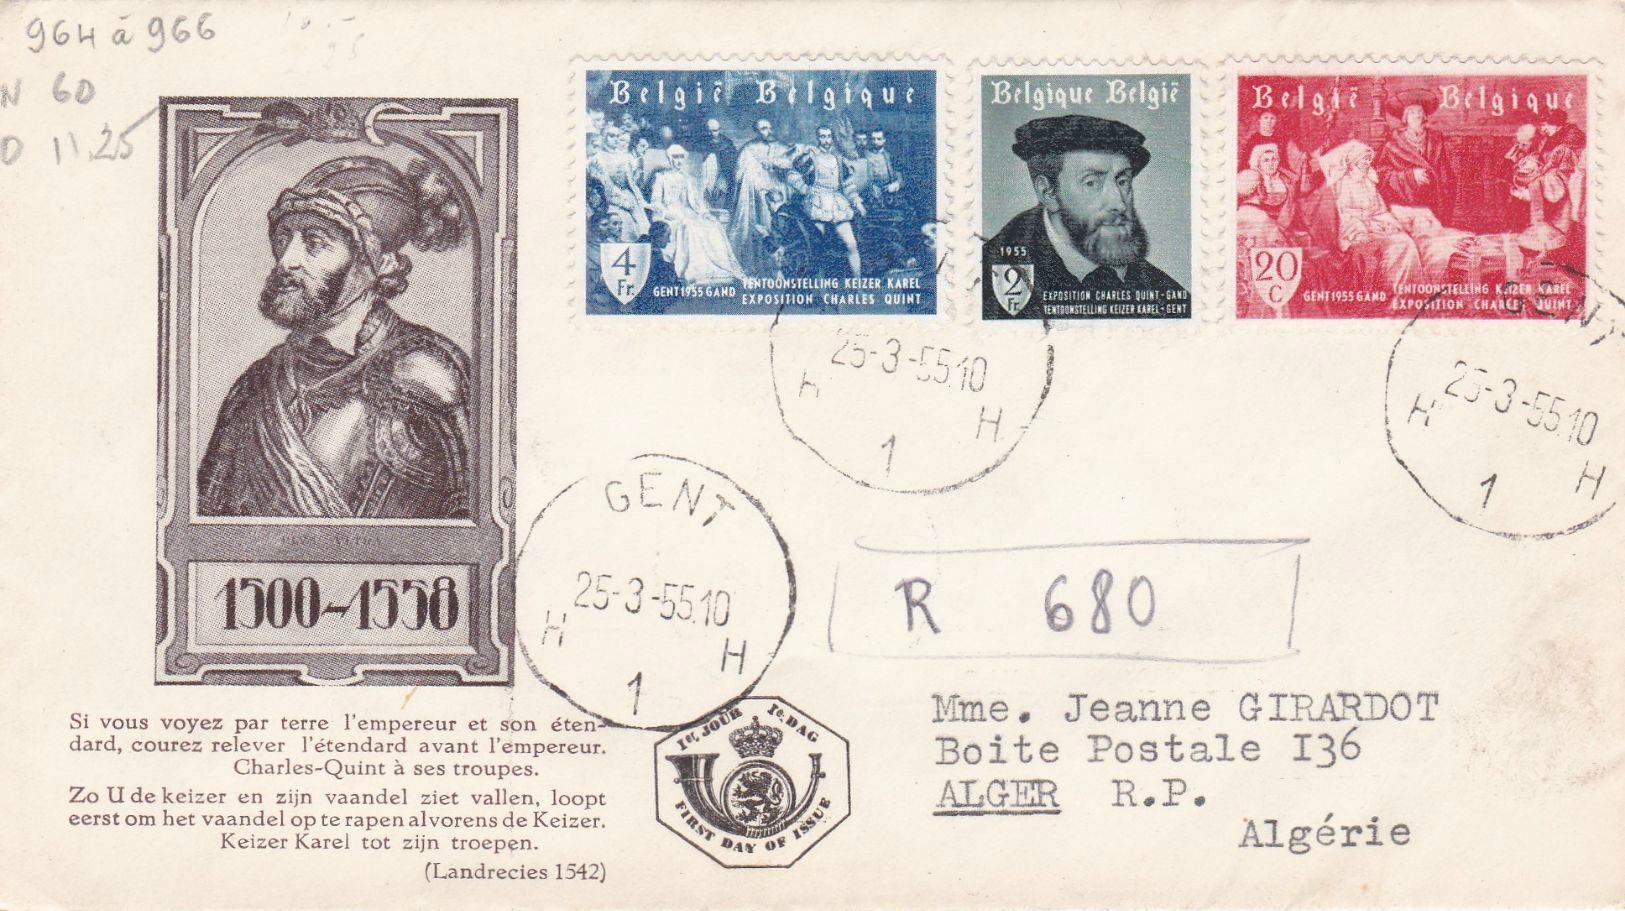 964 à 966
N 60
D 11,25
België Belgique
4
Fr.
GENT 1955 GAND
TENTOONSTELLING KEIZER KAREL
EXPOSITION CHARLES QUINT
Belgique België
1955
2
Fr
EXPOSITION CHARLES QUINT-GAND
TENTOONSTELLING KEIZER KAREL-GENT
België Belgique
20
C
GENT 1955 GAND
TENTOONSTELLING KEIZER KAREL
EXPOSITION CHARLES QUINT
25-3-55.10
H H
1
GENT
25-3-55.10
H H
1
GENT
25-3-55.10
H H
1
1500-1558
R 680
Si vous voyez par terre l'empereur et son éten-
dard, courez relever l'étendard avant l'empereur.
Charles-Quint à ses troupes.
Zo U de keizer en zijn vaandel ziet vallen, loopt
eerst om het vaandel op te rapen alvorens de Keizer.
Keizer Karel tot zijn troepen.
(Landrecies 1542)
1er JOUR 1e DAG
FIRST DAY OF ISSUE
Mme. Jeanne GIRARDOT
Boite Postale I36
ALGER R.P.
Algérie